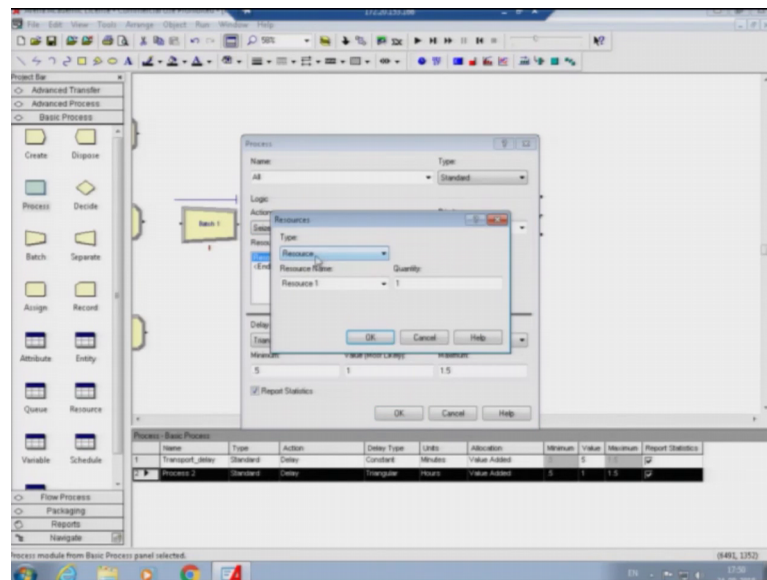 172.20.153.166
File Edit View Tools Arrange Object Run Window Help
50%
Project Bar
Advanced Transfer
Advanced Process
Basic Process
Create Dispose
Process Decide
Batch Separate
Assign Record
Attribute Entity
Queue Resource
Variable Schedule
Flow Process
Packaging
Reports
Navigate
Batch 1
Process
Name: Type:
All Standard
Logic
Action
Resources
Type:
Resource
Resource Name: Quantity:
Resource 1 1
OK Cancel Help
Delay
Value (Most Likely):
.5 1 1.5
Report Statistics
OK Cancel Help
Process - Basic Process
Name Type Action Delay Type Units Allocation Minimum Value Maximum Report Statistics
1 Transport_delay Standard Delay Constant Minutes Value Added 5
2 Process 2 Standard Delay Triangular Hours Value Added .5 1 1.5
Process module from Basic Process panel selected. (6491, 1352)
EN 17:50